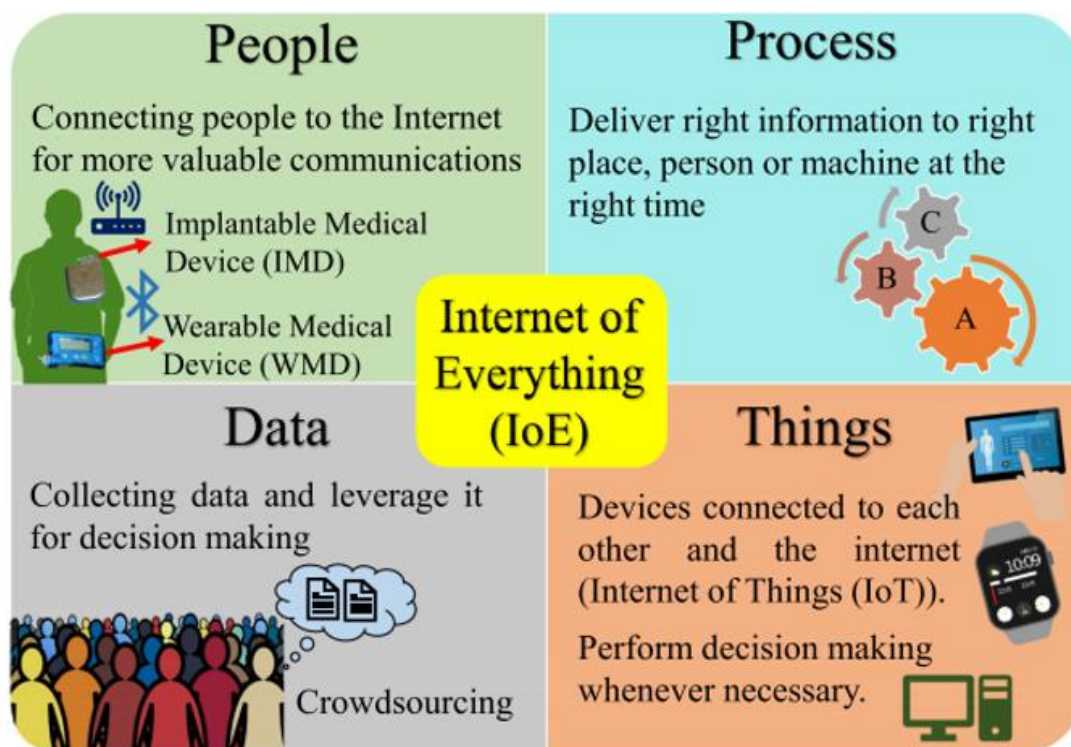 People
Connecting people to the Internet
for more valuable communications
Implantable Medical
Device (IMD)
Wearable Medical
Device (WMD)
Process
Deliver right information to right
place, person or machine at the
right time
C
B
A
Internet of
Everything
(IoE)
Data
Collecting data and leverage it
for decision making
Crowdsourcing
Things
Devices connected to each
other and the internet
(Internet of Things (IoT)).
Perform decision making
whenever necessary.
10:09